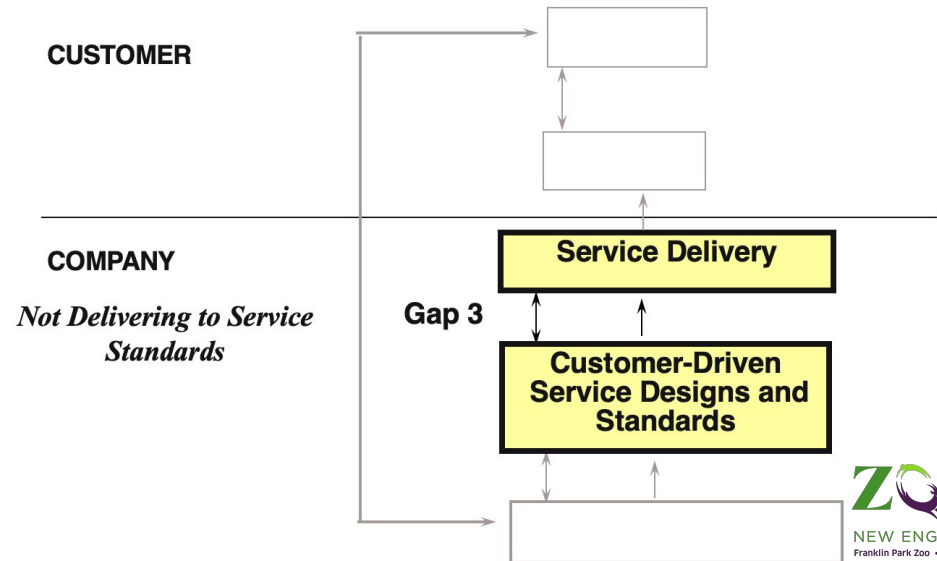 CUSTOMER
COMPANY
Service Delivery
Not Delivering to Service
Standards
Gap 3
Customer-Driven
Service Designs and
Standards
NEW ENG
Franklin Park Zoo •